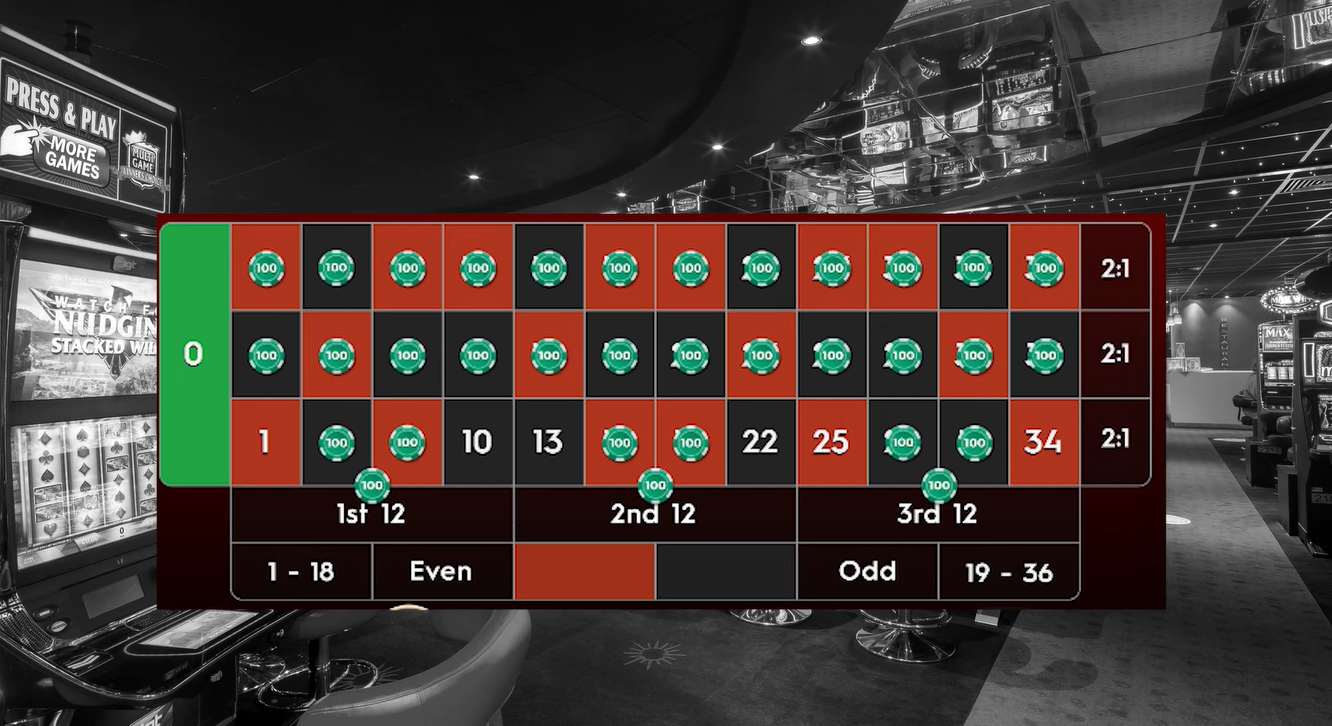 PRESS & PLAY
MORE
GAMES
MULTI
GAME
WATCH
NUDGIN
STACKED WIL
100 100 100 100 100 100 100 100 100 100 100 100 2:1
0 100 100 100 100 100 100 100 100 100 100 100 100 2:1
1 100 100 10 13 100 100 22 25 100 100 34 2:1
100 100 100
1st 12 2nd 12 3rd 12
1 - 18 Even Odd 19 - 36